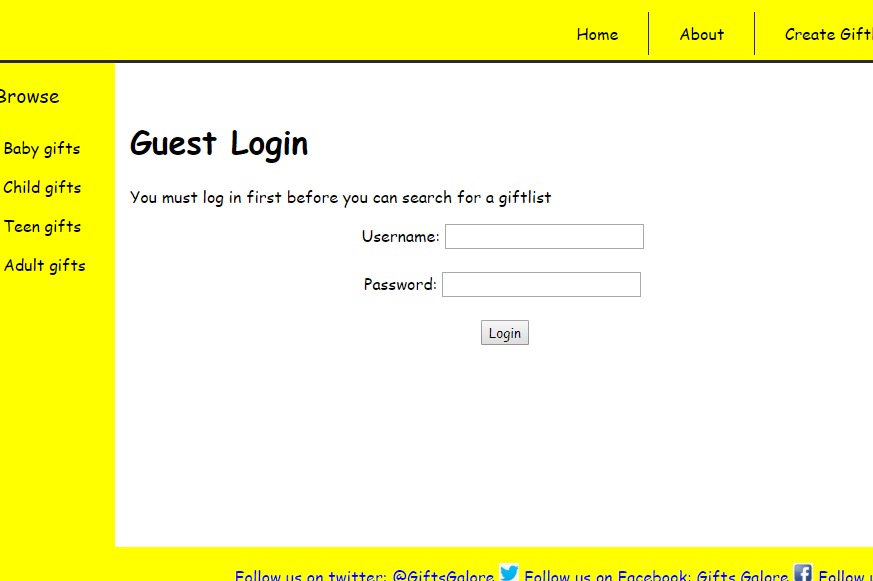 Home About Create Giftl
Browse
Baby gifts
Child gifts
Teen gifts
Adult gifts
Guest Login
You must log in first before you can search for a giftlist
Username:
Password:
Login
Follow us on twitter: @GiftsGalore Follow us on Facebook: Gifts Galore Follow u